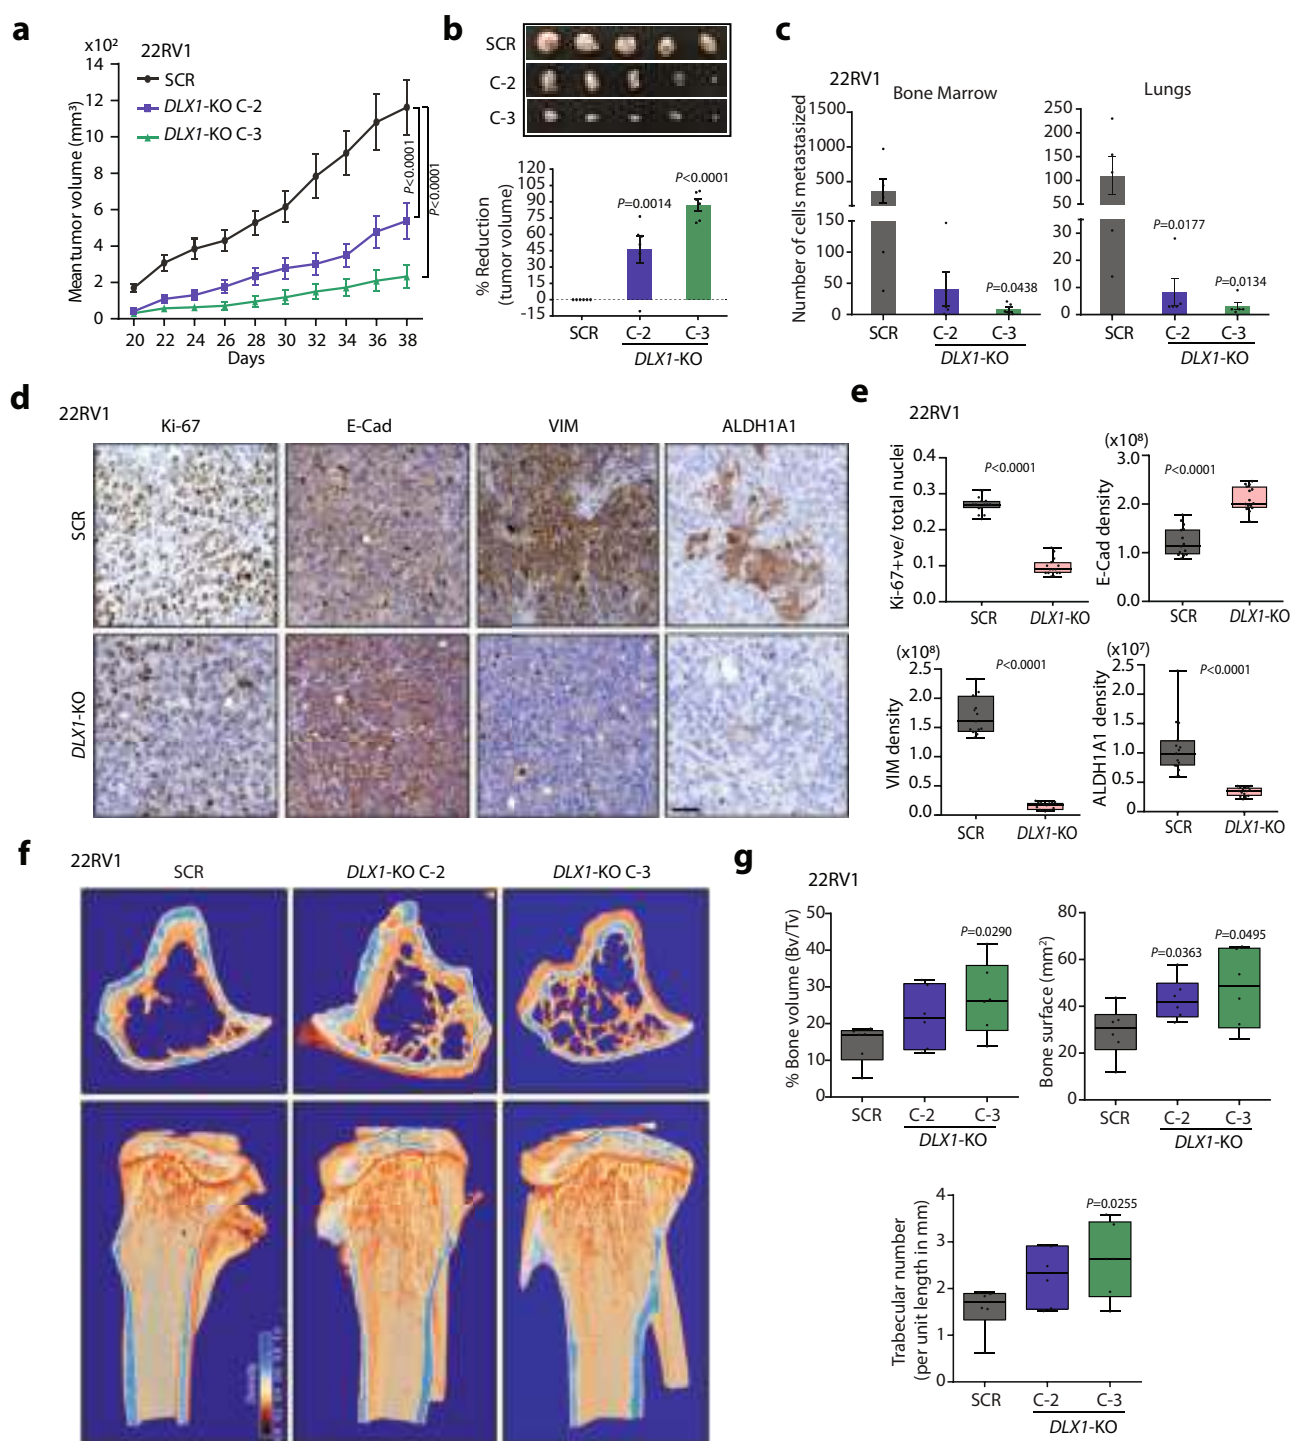 a
x10²
22RV1
SCR
DLX1-KO C-2
DLX1-KO C-3
Mean tumor volume (mm³)
14
12
10
8
6
4
2
0
20 22 24 26 28 30 32 34 36 38
Days
P<0.0001
P<0.0001
b
SCR
C-2
C-3
% Reduction
(tumor volume)
120
105
90
75
60
45
30
15
0
-15
P=0.0014
P<0.0001
SCR C-2 C-3
DLX1-KO
c
22RV1
Bone Marrow
Number of cells metastasized
1500
1000
500
150
100
50
0
P=0.0438
SCR C-2 C-3
DLX1-KO
Lungs
250
200
150
100
50
30
20
10
0
P=0.0177
P=0.0134
SCR C-2 C-3
DLX1-KO
d
22RV1
Ki-67 E-Cad VIM ALDH1A1
SCR
DLX1-KO
e
22RV1
Ki-67+ve/ total nuclei
0.4
0.3
0.2
0.1
0.0
P<0.0001
SCR DLX1-KO
(x10⁸)
E-Cad density
3.0
2.0
1.0
0.0
P<0.0001
SCR DLX1-KO
(x10⁸)
VIM density
2.5
2.0
1.5
1.0
0.5
0.0
P<0.0001
SCR DLX1-KO
(x10⁷)
ALDH1A1 density
2.5
2.0
1.5
1.0
0.5
0
P<0.0001
SCR DLX1-KO
f
22RV1
SCR DLX1-KO C-2 DLX1-KO C-3
g
22RV1
% Bone volume (Bv/Tv)
50
40
30
20
10
0
P=0.0290
SCR C-2 C-3
DLX1-KO
Bone surface (mm²)
80
60
40
20
0
P=0.0363
P=0.0495
SCR C-2 C-3
DLX1-KO
Trabecular number
(per unit length in mm)
4
3
2
1
0
P=0.0255
SCR C-2 C-3
DLX1-KO